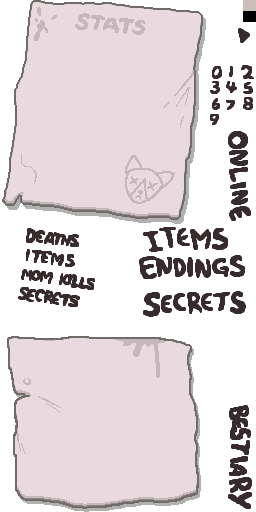 STATS
0 1 2
3 4 5
6 7 8
9
ONLINE
DEATHS
ITEMS
MOM KILLS
SECRETS
ITEMS
ENDINGS
SECRETS
BESTIARY